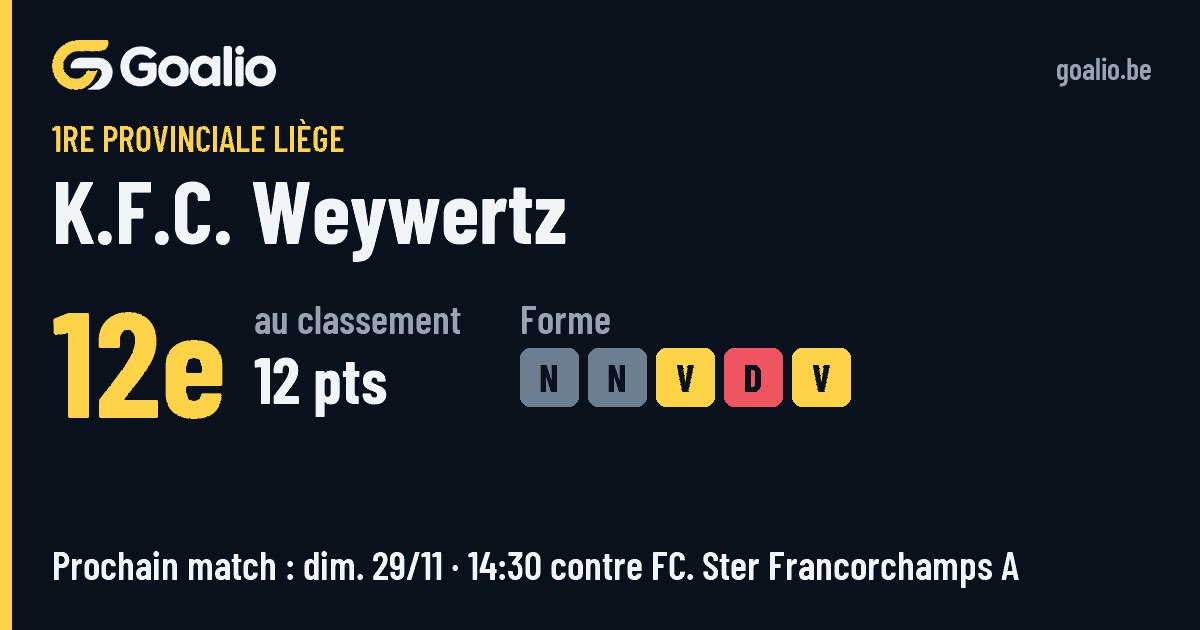 Goalio
goalio.be
1RE PROVINCIALE LIÈGE
K.F.C. Weywertz
12e
au classement
12 pts
Forme
N N V D V
Prochain match : dim. 29/11 · 14:30 contre FC. Ster Francorchamps A